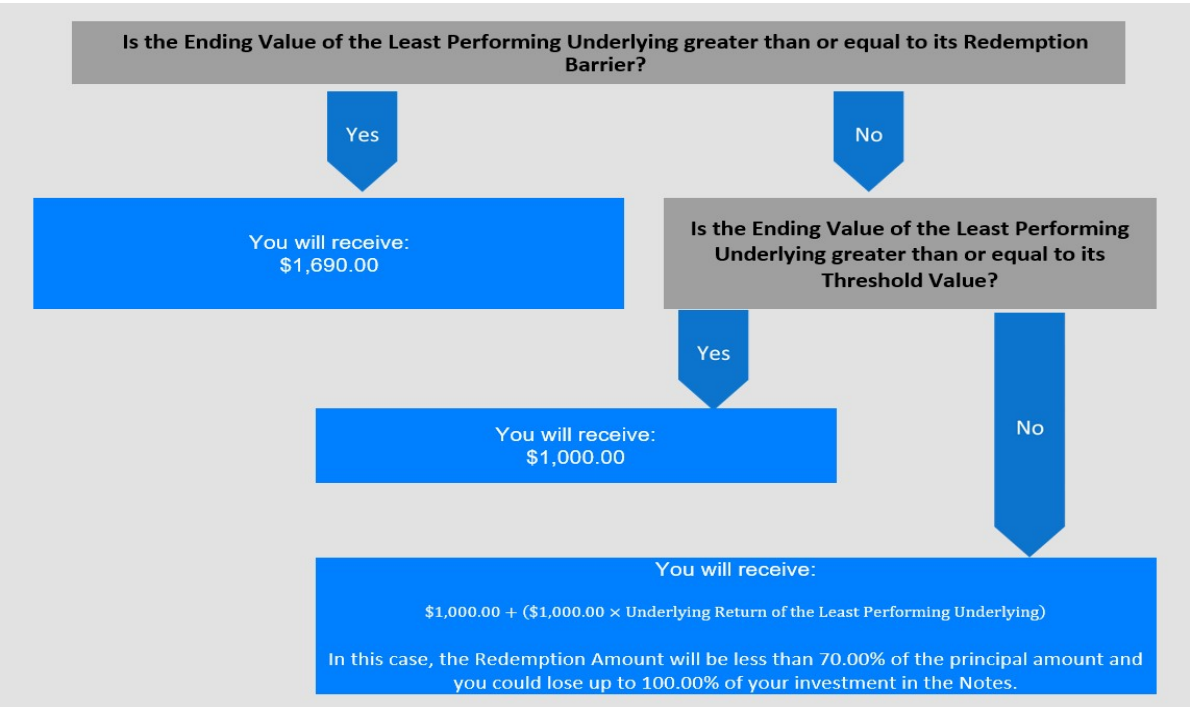 Is the Ending Value of the Least Performing Underlying greater than or equal to its Redemption
Barrier?
Yes
No
You will receive:
$1,690.00
Is the Ending Value of the Least Performing
Underlying greater than or equal to its
Threshold Value?
Yes
No
You will receive:
$1,000.00
You will receive:
$1,000.00 + ($1,000.00 × Underlying Return of the Least Performing Underlying)
In this case, the Redemption Amount will be less than 70.00% of the principal amount and
you could lose up to 100.00% of your investment in the Notes.